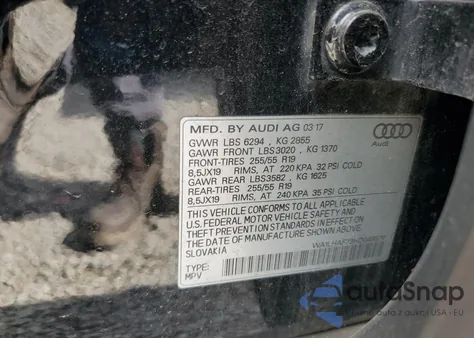 MFD. BY AUDI AG 03 17
GVWR LBS 6294 , KG 2855
GAWR FRONT LBS3020 , KG 1370
FRONT-TIRES 255/55 R19
8,5JX19 RIMS, AT 220 KPA 32 PSI COLD
GAWR REAR LBS3582 , KG 1625
REAR-TIRES 255/55 R19
8,5JX19 RIMS, AT 240 KPA 35 PSI COLD
THIS VEHICLE CONFORMS TO ALL APPLICABLE
U.S. FEDERAL MOTOR VEHICLE SAFETY AND
THEFT PREVENTION STANDARDS IN EFFECT ON
THE DATE OF MANUFACTURE SHOWN ABOVE.
SLOVAKIA
TYPE:
MPV
Audi
autoSnap
USA i EU